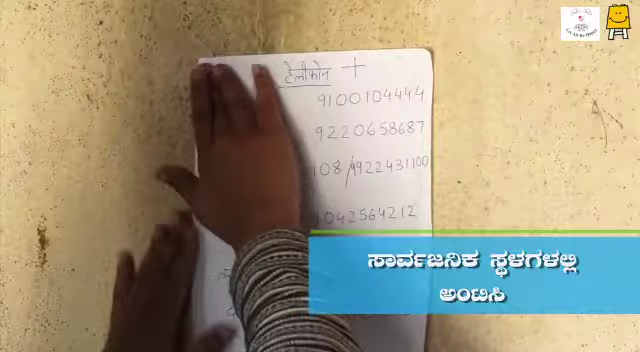 टेलीफोन +
9100104444
9220658687
108/9922431100
1042564212
ಸಾರ್ವಜನಿಕ ಸ್ಥಳಗಳಲ್ಲಿ
ಅಂಟಿಸಿ